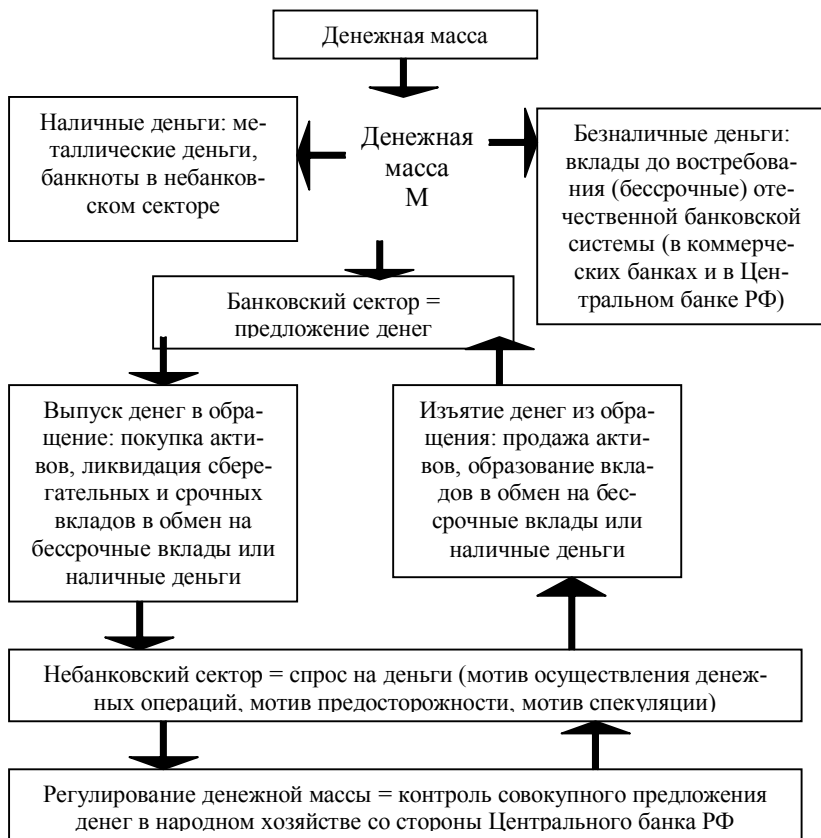 Денежная масса
Наличные деньги: ме-
таллические деньги,
банкноты в небанков-
ском секторе
Денежная
масса
М
Безналичные деньги:
вклады до востребова-
ния (бессрочные) оте-
чественной банковской
системы (в коммерче-
ских банках и в Цен-
тральном банке РФ)
Банковский сектор =
предложение денег
Выпуск денег в обра-
щение: покупка акти-
вов, ликвидация сбере-
гательных и срочных
вкладов в обмен на
бессрочные вклады или
наличные деньги
Изъятие денег из обра-
щения: продажа акти-
вов, образование вкла-
дов в обмен на бес-
срочные вклады или
наличные деньги
Небанковский сектор = спрос на деньги (мотив осуществления денеж-
ных операций, мотив предосторожности, мотив спекуляции)
Регулирование денежной массы = контроль совокупного предложения
денег в народном хозяйстве со стороны Центрального банка РФ